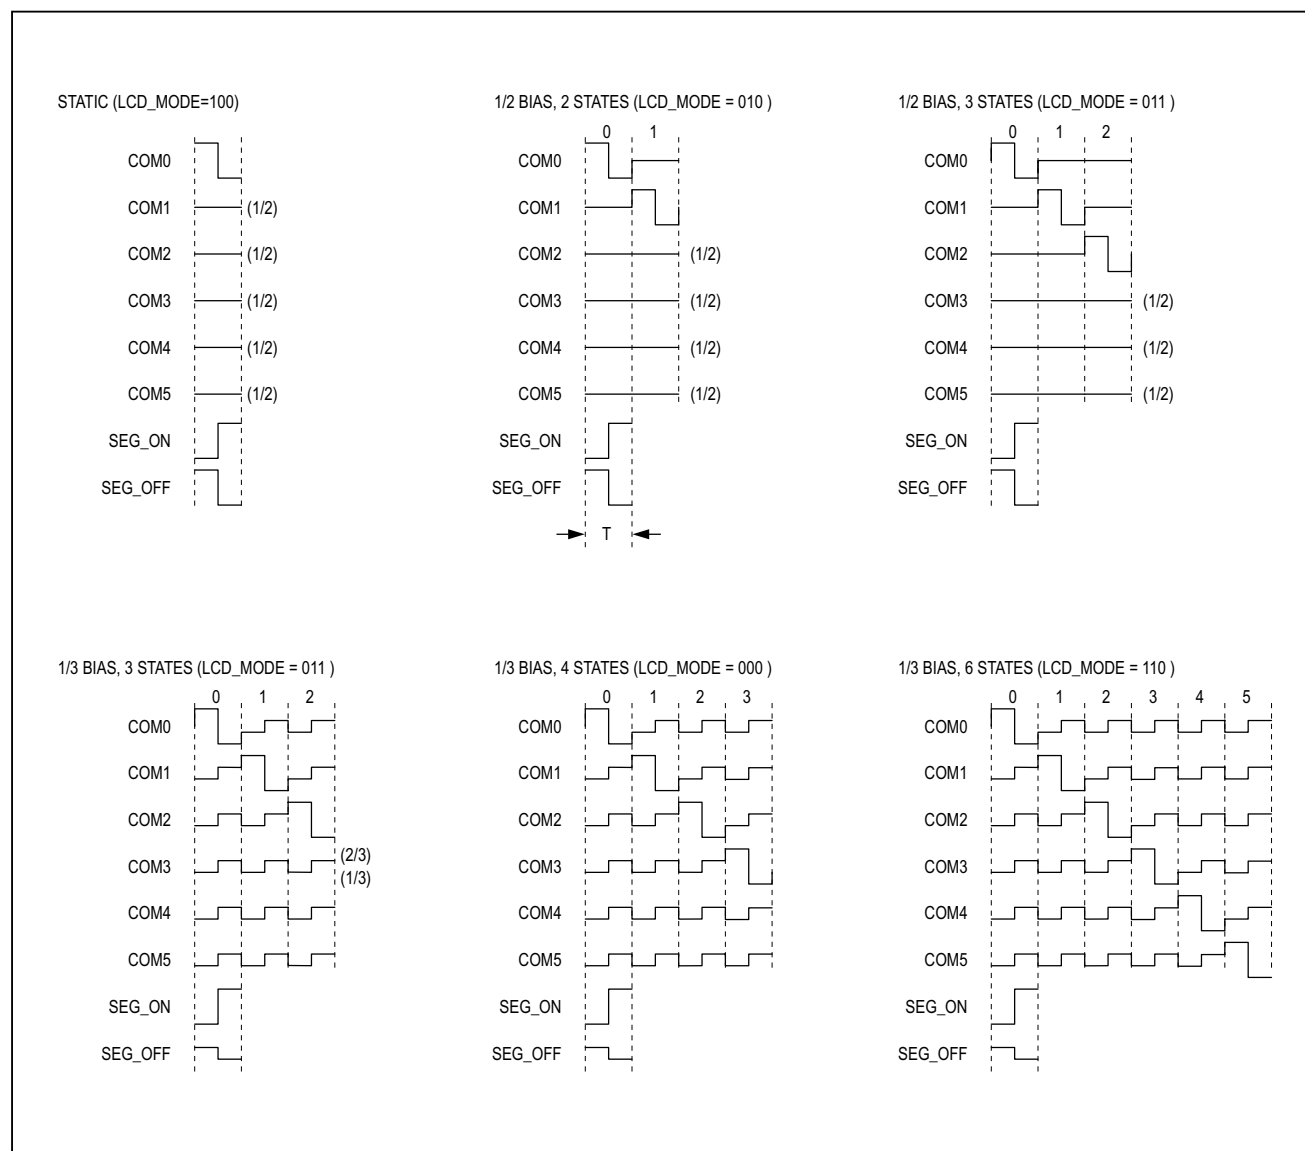 STATIC (LCD_MODE=100)
COM0
COM1 (1/2)
COM2 (1/2)
COM3 (1/2)
COM4 (1/2)
COM5 (1/2)
SEG_ON
SEG_OFF
1/2 BIAS, 2 STATES (LCD_MODE = 010 )
0 1
COM0
COM1
COM2 (1/2)
COM3 (1/2)
COM4 (1/2)
COM5 (1/2)
SEG_ON
SEG_OFF
T
1/2 BIAS, 3 STATES (LCD_MODE = 011 )
0 1 2
COM0
COM1
COM2
COM3 (1/2)
COM4 (1/2)
COM5 (1/2)
SEG_ON
SEG_OFF
1/3 BIAS, 3 STATES (LCD_MODE = 011 )
0 1 2
COM0
COM1
COM2
COM3 (2/3)
(1/3)
COM4
COM5
SEG_ON
SEG_OFF
1/3 BIAS, 4 STATES (LCD_MODE = 000 )
0 1 2 3
COM0
COM1
COM2
COM3
COM4
COM5
SEG_ON
SEG_OFF
1/3 BIAS, 6 STATES (LCD_MODE = 110 )
0 1 2 3 4 5
COM0
COM1
COM2
COM3
COM4
COM5
SEG_ON
SEG_OFF